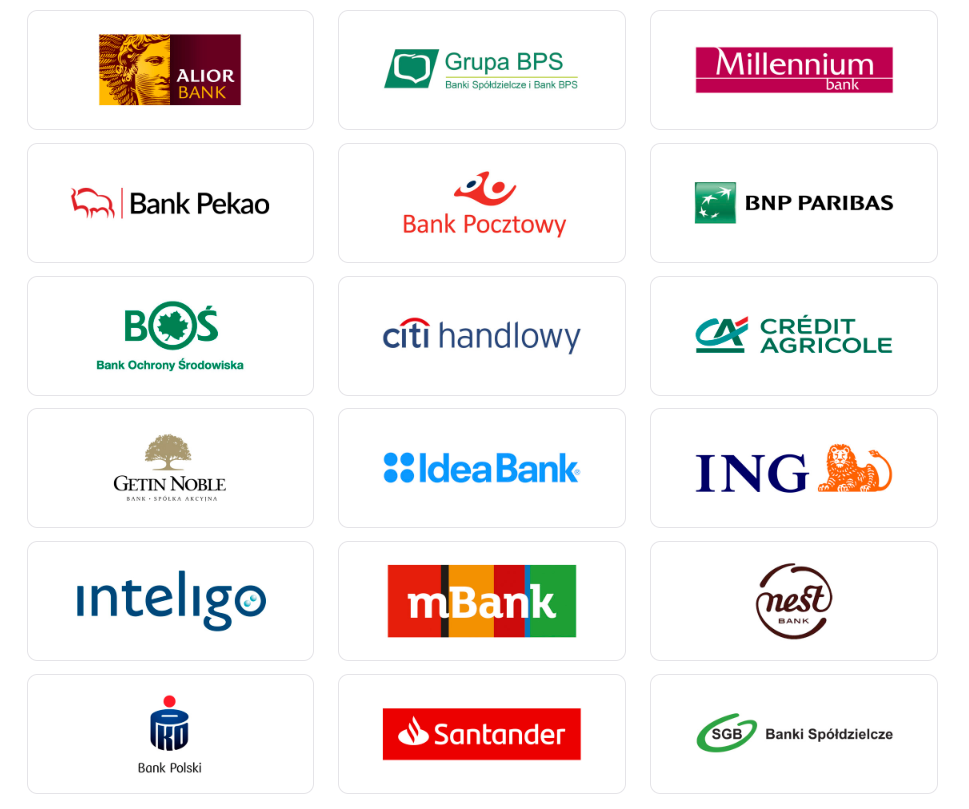 ALIOR
BANK
Grupa BPS
Banki Spółdzielcze i Bank BPS
Millennium
bank
Bank Pekao
Bank Pocztowy
BNP PARIBAS
BOŚ
Bank Ochrony Środowiska
citi handlowy
CRÉDIT
AGRICOLE
GETIN NOBLE
BANK · SPÓŁKA AKCYJNA
IdeaBank®
ING
inteligo
mBank
nest
BANK
PKO
Bank Polski
Santander
SGB Banki Spółdzielcze